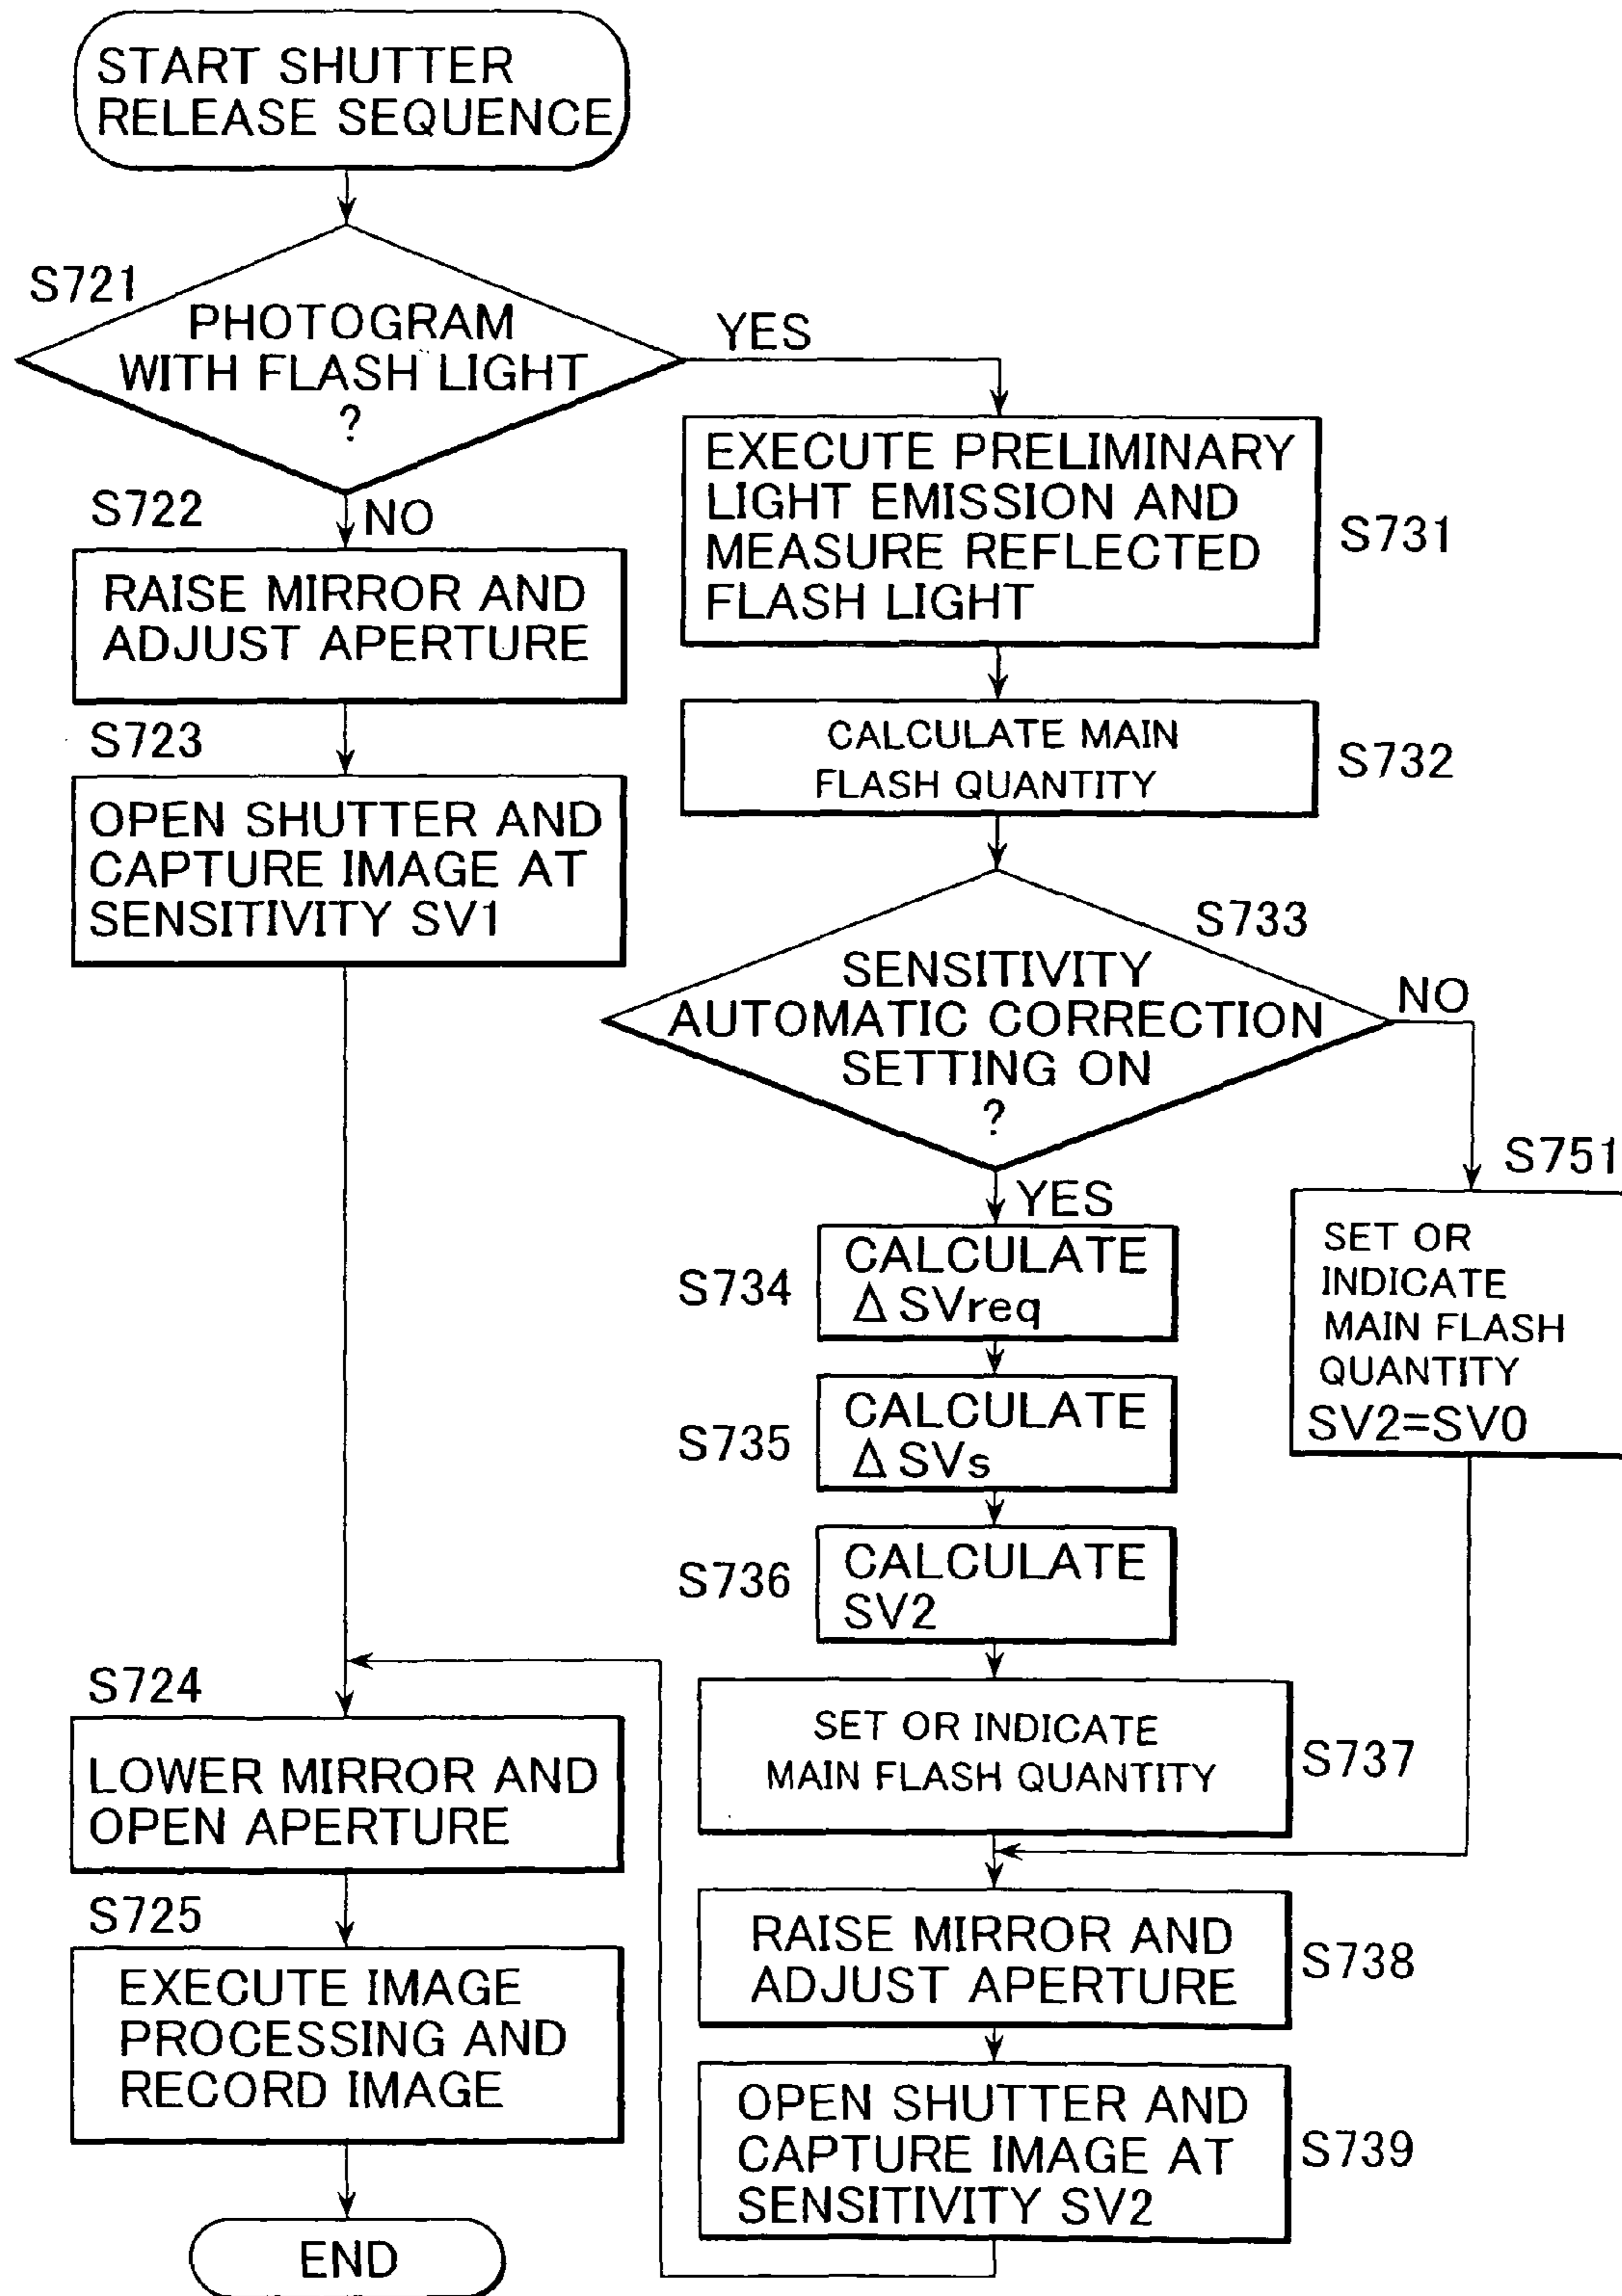 START SHUTTER
RELEASE SEQUENCE
S721
PHOTOGRAM
WITH FLASH LIGHT
?
YES
NO
S722
RAISE MIRROR AND
ADJUST APERTURE
S723
OPEN SHUTTER AND
CAPTURE IMAGE AT
SENSITIVITY SV1
S724
LOWER MIRROR AND
OPEN APERTURE
S725
EXECUTE IMAGE
PROCESSING AND
RECORD IMAGE
END
EXECUTE PRELIMINARY
LIGHT EMISSION AND
MEASURE REFLECTED
FLASH LIGHT
S731
CALCULATE MAIN
FLASH QUANTITY
S732
S733
SENSITIVITY
AUTOMATIC CORRECTION
SETTING ON
?
NO
YES
S734
CALCULATE
Δ SVreq
S735
CALCULATE
Δ SVs
S736
CALCULATE
SV2
SET OR INDICATE
MAIN FLASH QUANTITY
S737
S751
SET OR
INDICATE
MAIN FLASH
QUANTITY
SV2=SV0
RAISE MIRROR AND
ADJUST APERTURE
S738
OPEN SHUTTER AND
CAPTURE IMAGE AT
SENSITIVITY SV2
S739